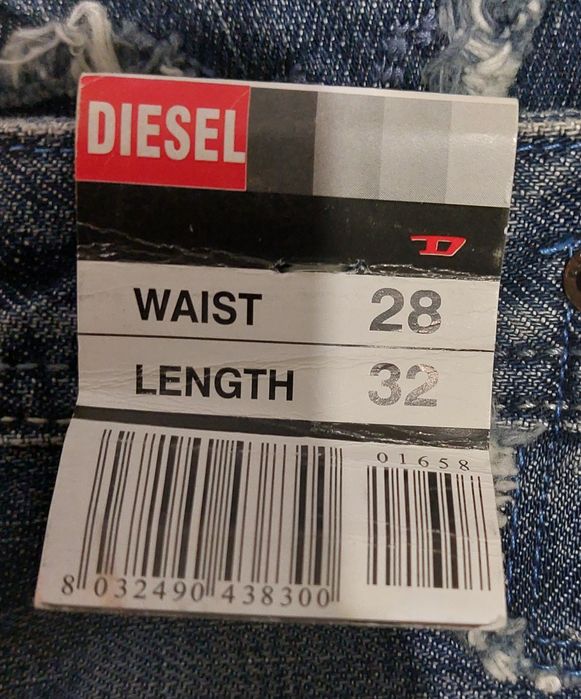 DIESEL
D
WAIST 28
LENGTH 32
01658
8 032490 438300